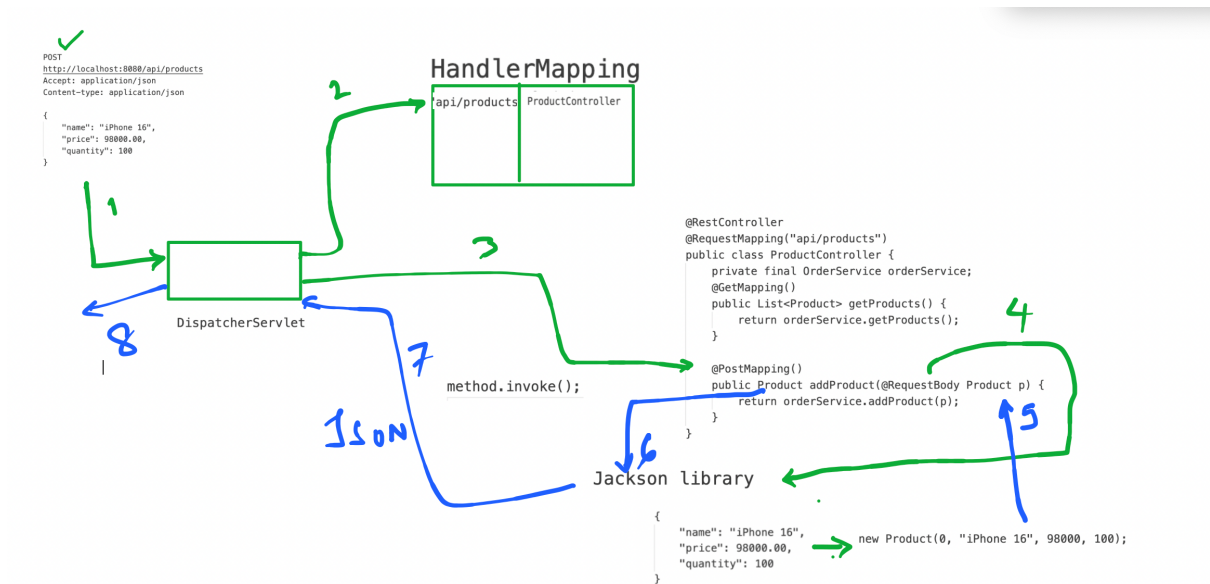 POST
http://localhost:8080/api/products
Accept: application/json
Content-type: application/json
{
"name": "iPhone 16",
"price": 98000.00,
"quantity": 100
}
1
2
HandlerMapping
api/products ProductController
DispatcherServlet
3
8
7
JSON
method.invoke();
@RestController
@RequestMapping("api/products")
public class ProductController {
private final OrderService orderService;
@GetMapping()
public List<Product> getProducts() {
return orderService.getProducts();
}
@PostMapping()
public Product addProduct(@RequestBody Product p) {
return orderService.addProduct(p);
}
}
4
5
6
Jackson library
{
"name": "iPhone 16",
"price": 98000.00,
"quantity": 100
}
new Product(0, "iPhone 16", 98000, 100);